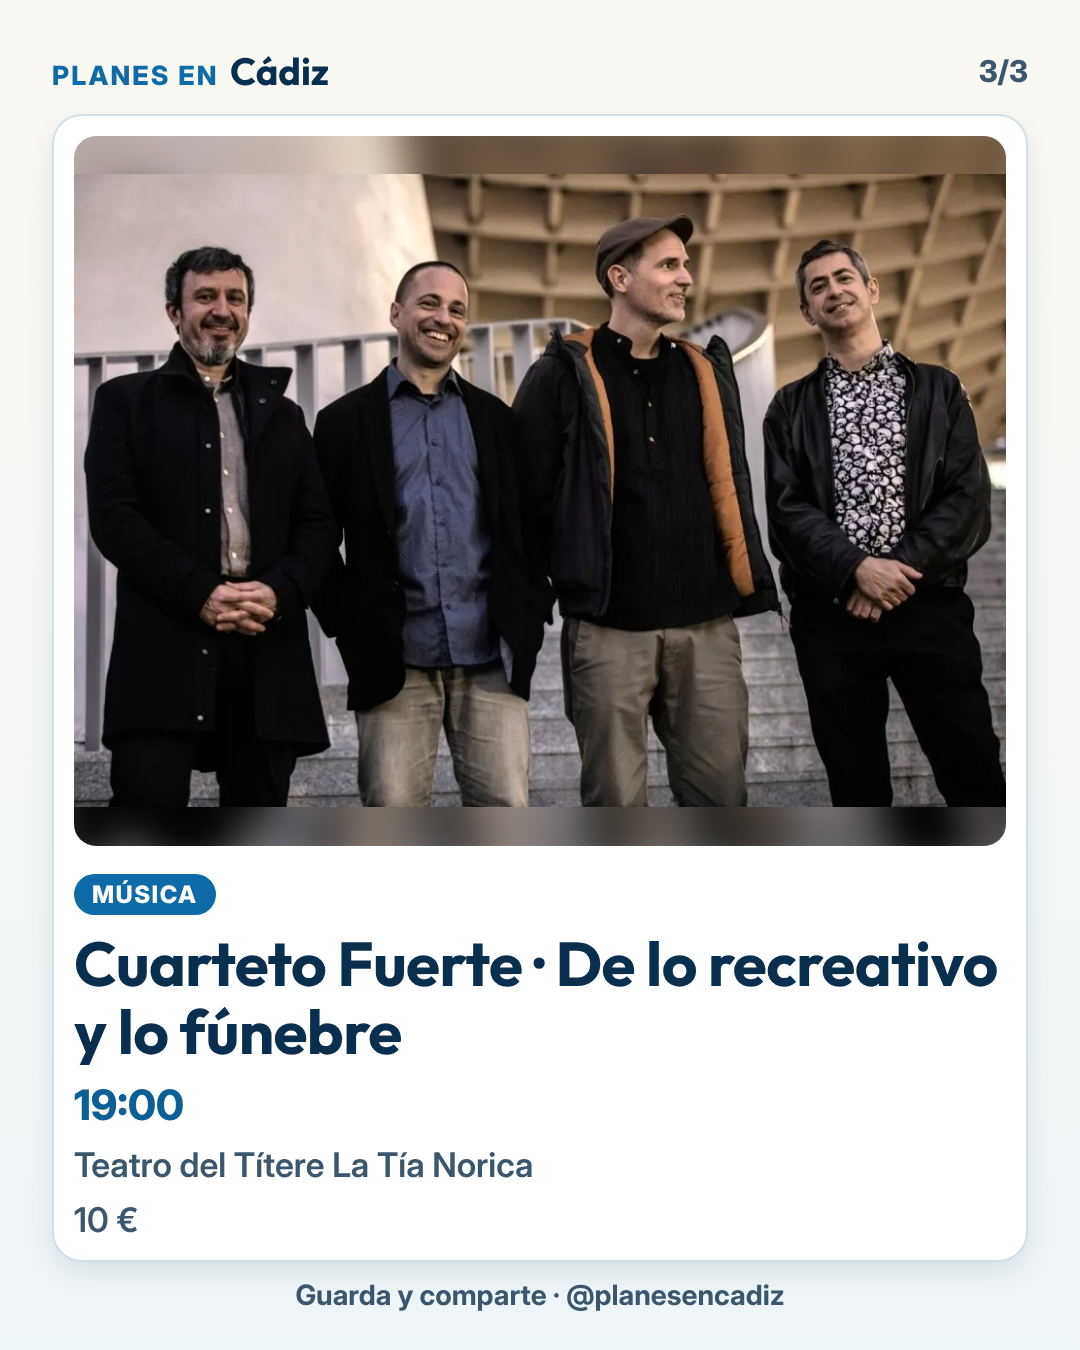 PLANES EN Cádiz
3/3
MÚSICA
Cuarteto Fuerte · De lo recreativo
y lo fúnebre
19:00
Teatro del Títere La Tía Norica
10 €
Guarda y comparte · @planesencadiz